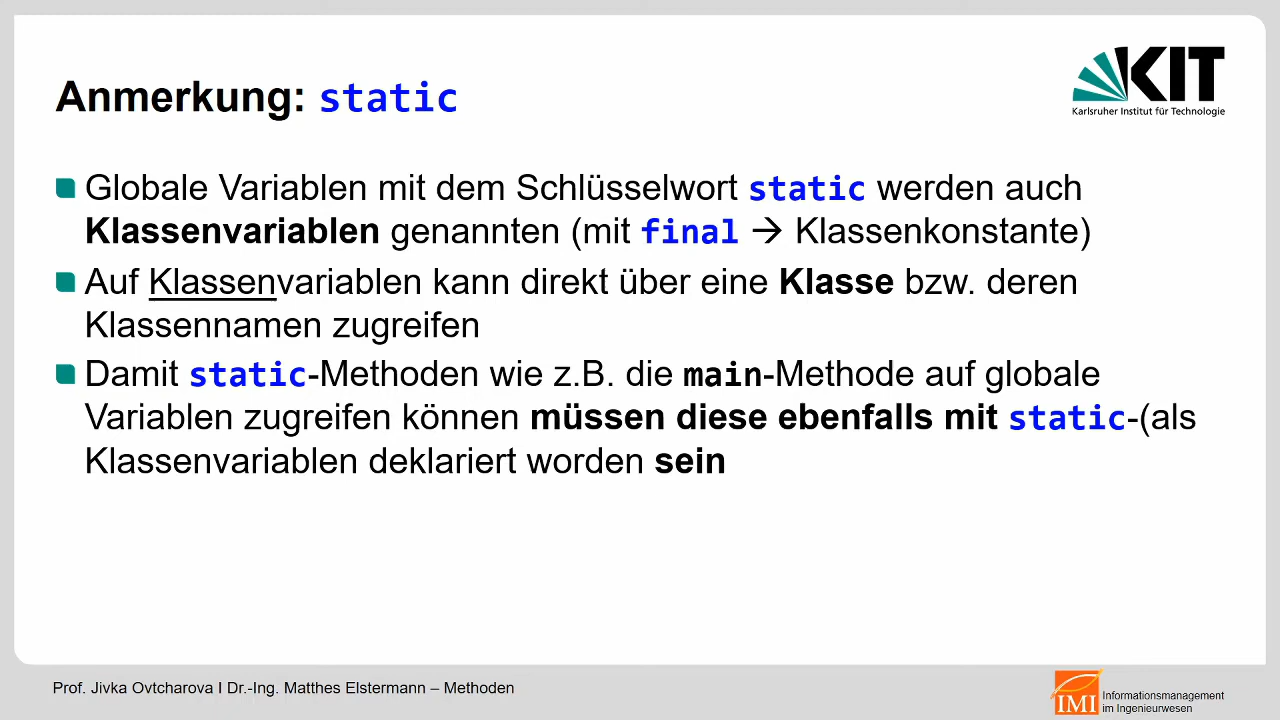 Anmerkung: static
KIT
Karlsruher Institut für Technologie
Globale Variablen mit dem Schlüsselwort static werden auch
Klassenvariablen genannten (mit final → Klassenkonstante)
Auf Klassenvariablen kann direkt über eine Klasse bzw. deren
Klassennamen zugreifen
Damit static-Methoden wie z.B. die main-Methode auf globale
Variablen zugreifen können müssen diese ebenfalls mit static-(als
Klassenvariablen deklariert worden sein
Prof. Jivka Ovtcharova I Dr.-Ing. Matthes Elstermann – Methoden
IMI
Informationsmanagement
im Ingenieurwesen